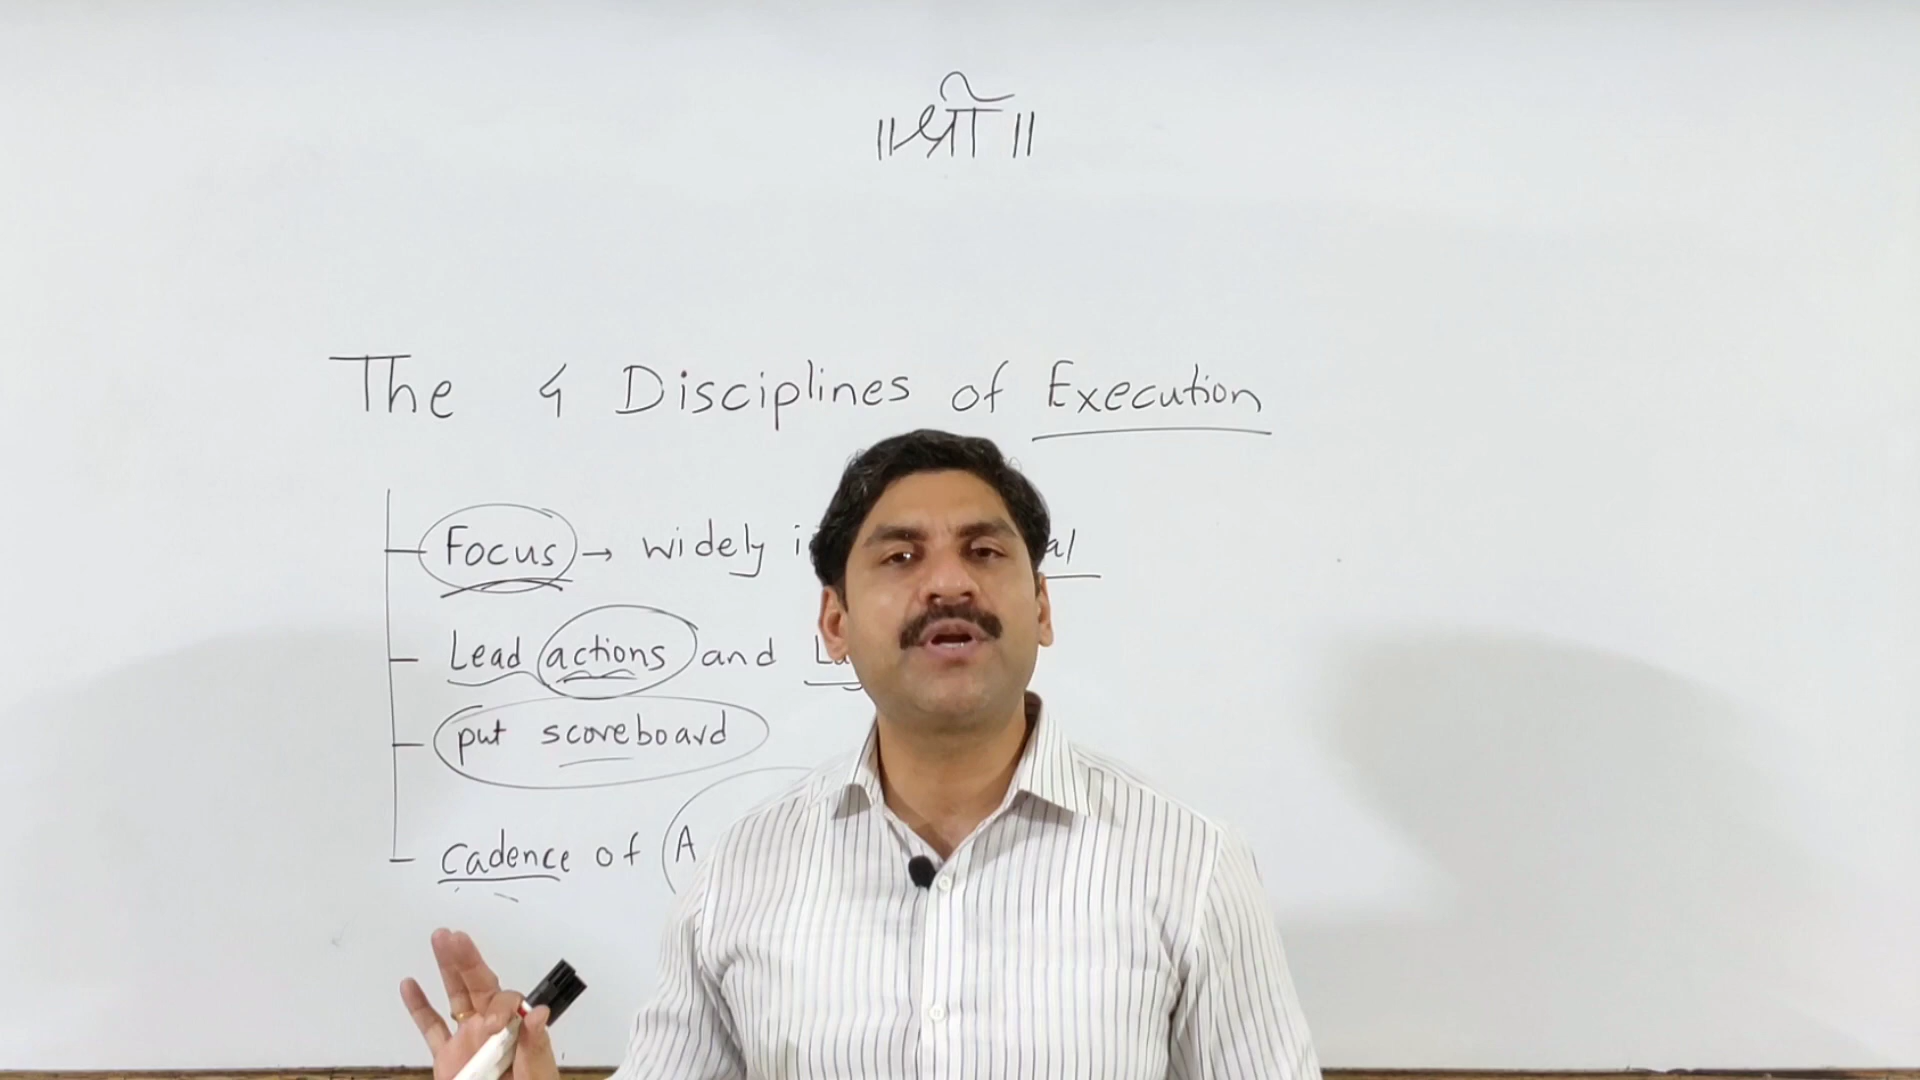 ॥श्री॥
The 4 Disciplines of Execution
Focus → widely
Lead actions and
put scoreboard
Cadence of A